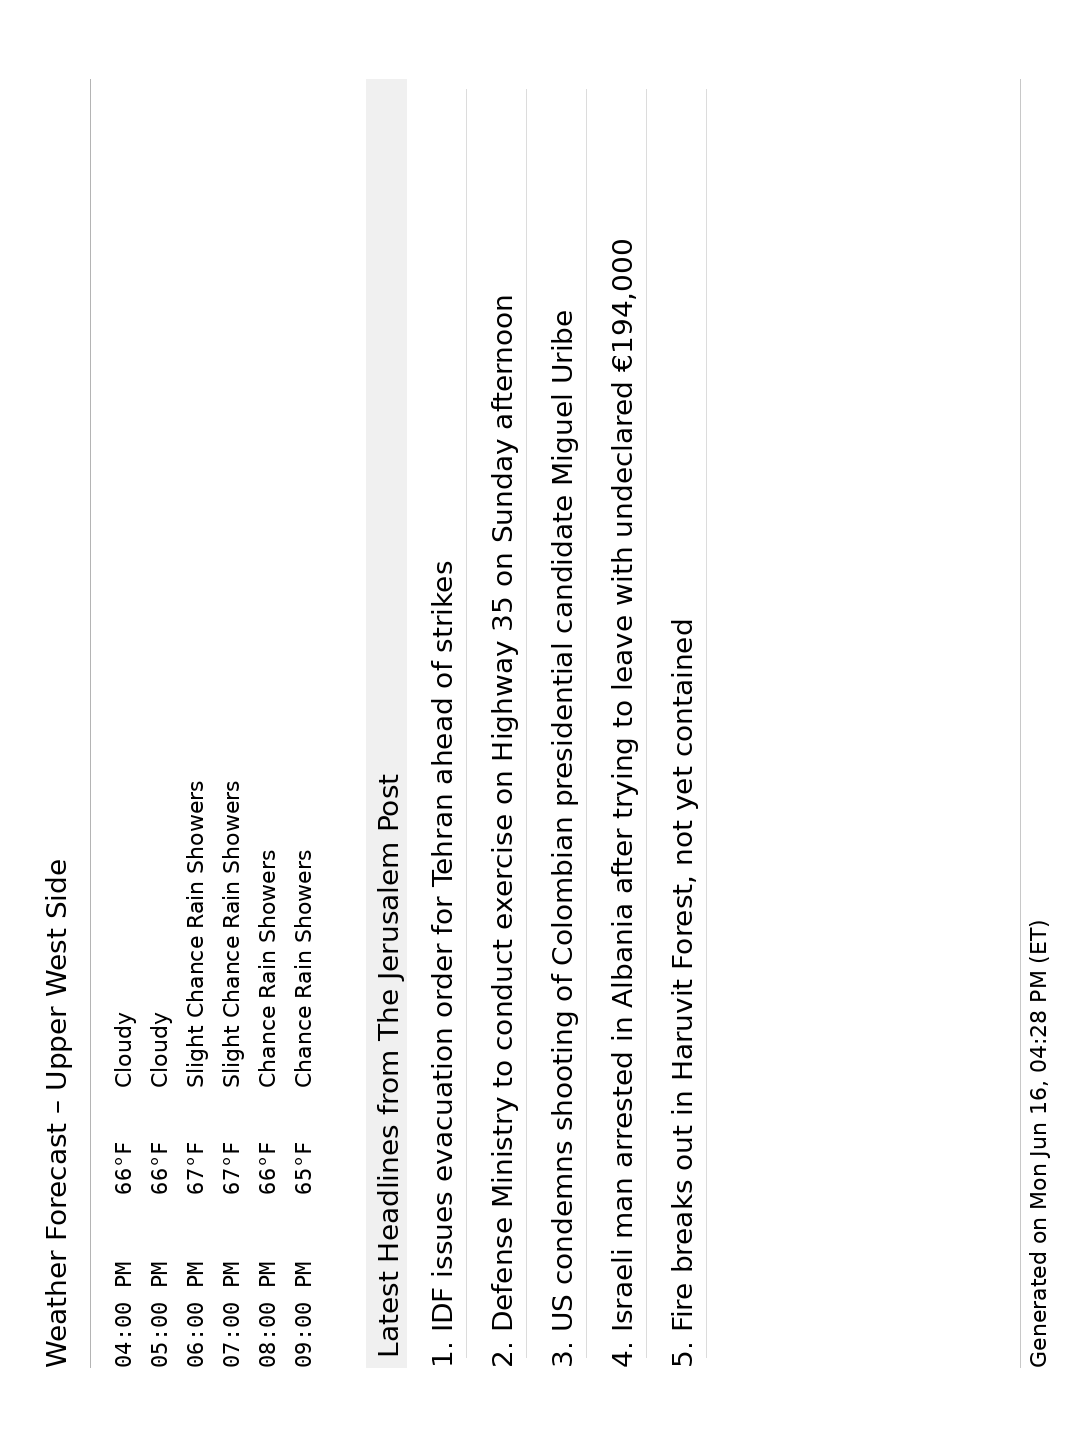 Weather Forecast – Upper West Side
04:00 PM 66°F Cloudy
05:00 PM 66°F Cloudy
06:00 PM 67°F Slight Chance Rain Showers
07:00 PM 67°F Slight Chance Rain Showers
08:00 PM 66°F Chance Rain Showers
09:00 PM 65°F Chance Rain Showers
Latest Headlines from The Jerusalem Post
1. IDF issues evacuation order for Tehran ahead of strikes
2. Defense Ministry to conduct exercise on Highway 35 on Sunday afternoon
3. US condemns shooting of Colombian presidential candidate Miguel Uribe
4. Israeli man arrested in Albania after trying to leave with undeclared €194,000
5. Fire breaks out in Haruvit Forest, not yet contained
Generated on Mon Jun 16, 04:28 PM (ET)